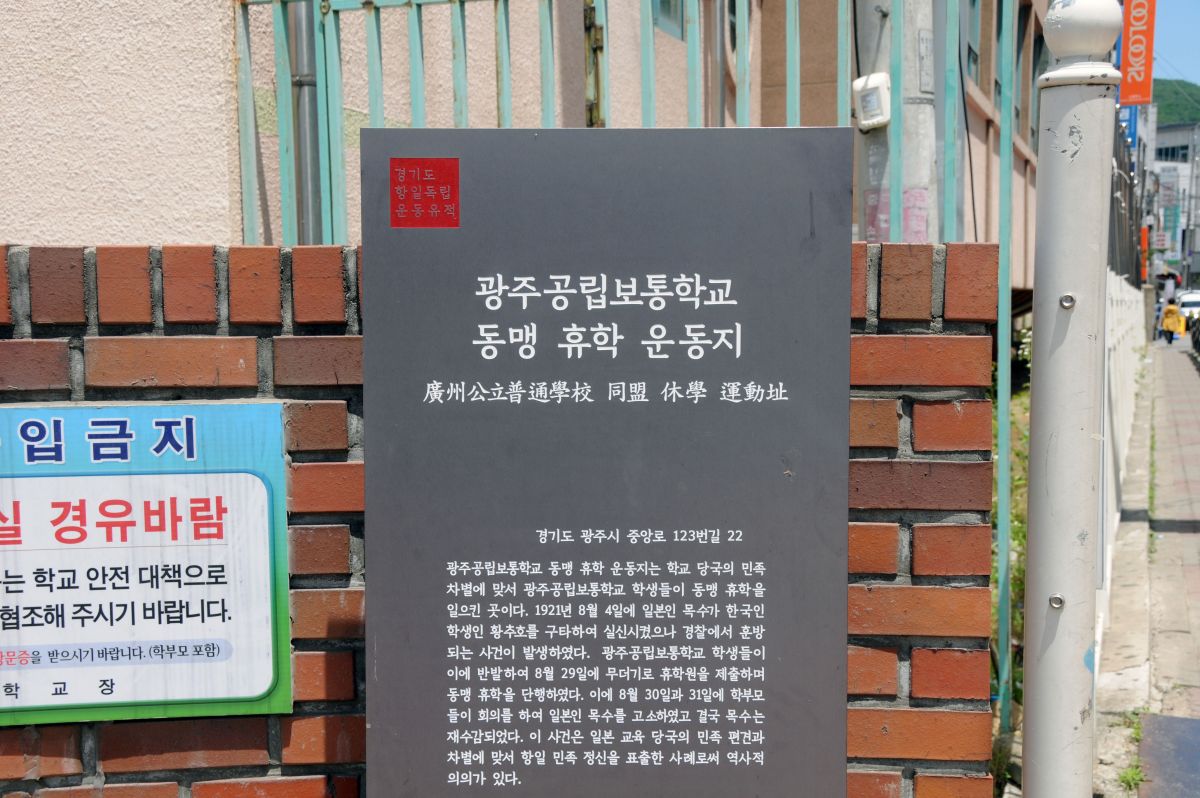 경기도
항일독립
운동유적
광주공립보통학교
동맹 휴학 운동지
廣州公立普通學校 同盟 休學 運動址
경기도 광주시 중앙로 123번길 22
광주공립보통학교 동맹 휴학 운동지는 학교 당국의 민족
차별에 맞서 광주공립보통학교 학생들이 동맹 휴학을
일으킨 곳이다. 1921년 8월 4일에 일본인 목수가 한국인
학생인 황추호를 구타하여 실신시켰으나 경찰에서 훈방
되는 사건이 발생하였다. 광주공립보통학교 학생들이
이에 반발하여 8월 29일에 무더기로 휴학원을 제출하며
동맹 휴학을 단행하였다. 이에 8월 30일과 31일에 학부모
들이 회의를 하여 일본인 목수를 고소하였고 결국 목수는
재수감되었다. 이 사건은 일본 교육 당국의 민족 편견과
차별에 맞서 항일 민족 정신을 표출한 사례로써 역사적
의의가 있다.
입금지
실 경유바람
는 학교 안전 대책으로
협조해 주시기 바랍니다.
방문증을 받으시기 바랍니다. (학부모 포함)
학 교 장
LOOKS